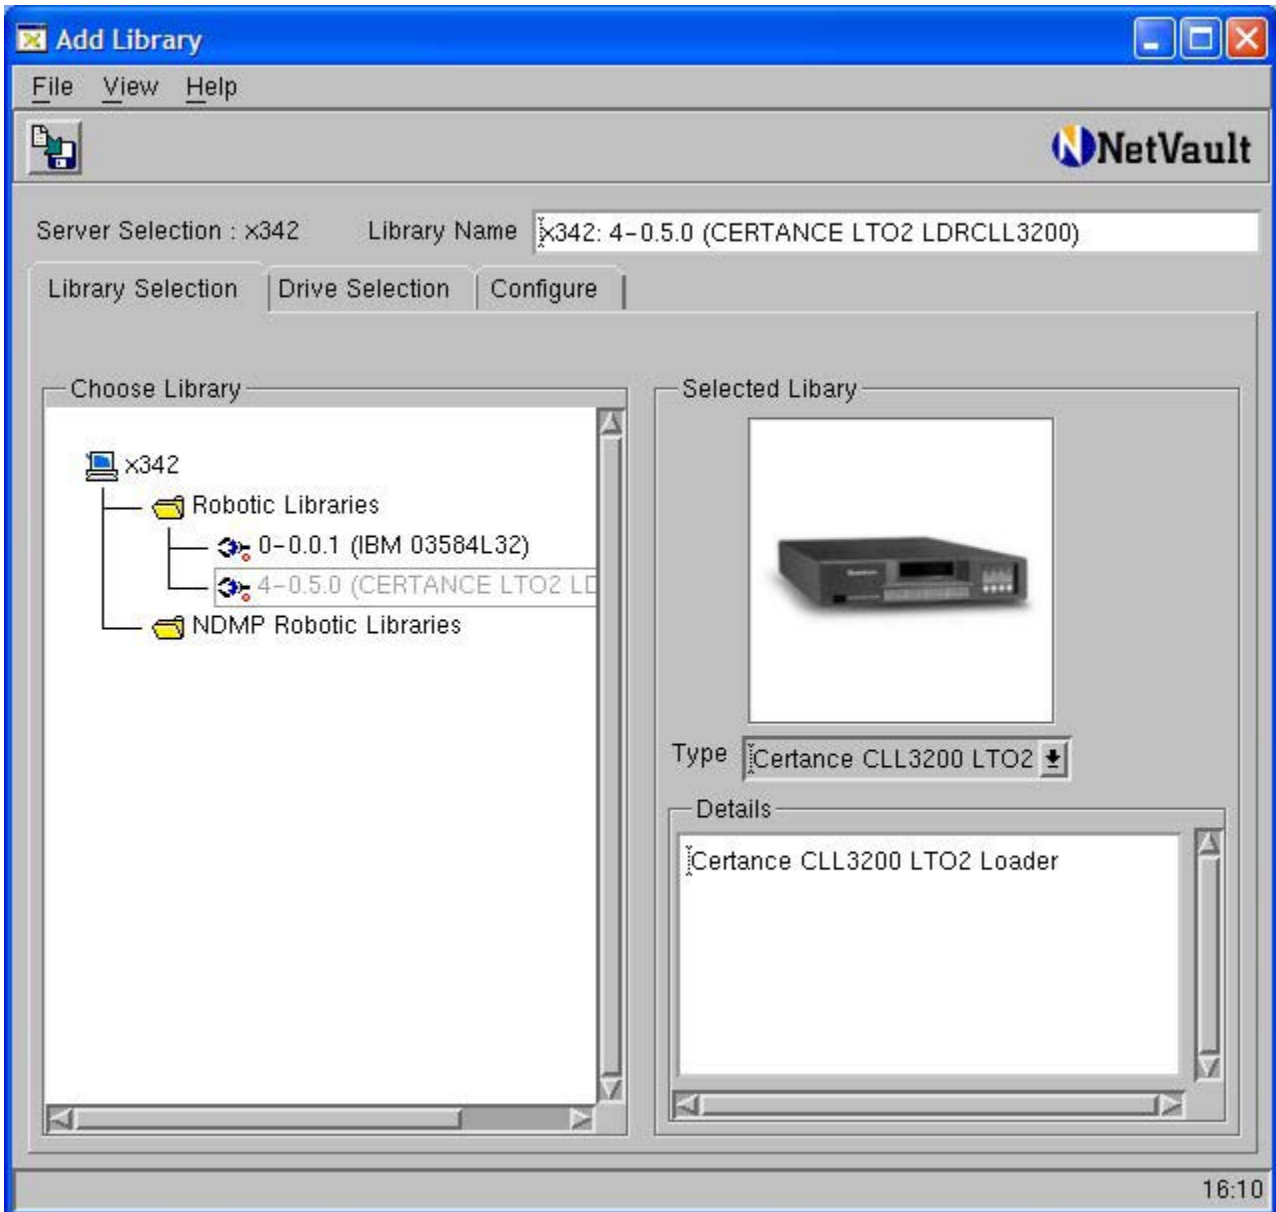 Add Library
File View Help
NetVault
Server Selection : x342 Library Name x342: 4-0.5.0 (CERTANCE LTO2 LDRCLL3200)
Library Selection Drive Selection Configure
Choose Library
x342
Robotic Libraries
0-0.0.1 (IBM 03584L32)
4-0.5.0 (CERTANCE LTO2 LD
NDMP Robotic Libraries
Selected Libary
Type Certance CLL3200 LTO2
Details
Certance CLL3200 LTO2 Loader
16:10